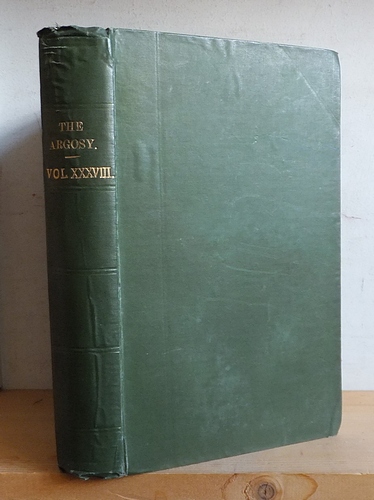 THE
ARGOSY.
VOL. XXXVIII.